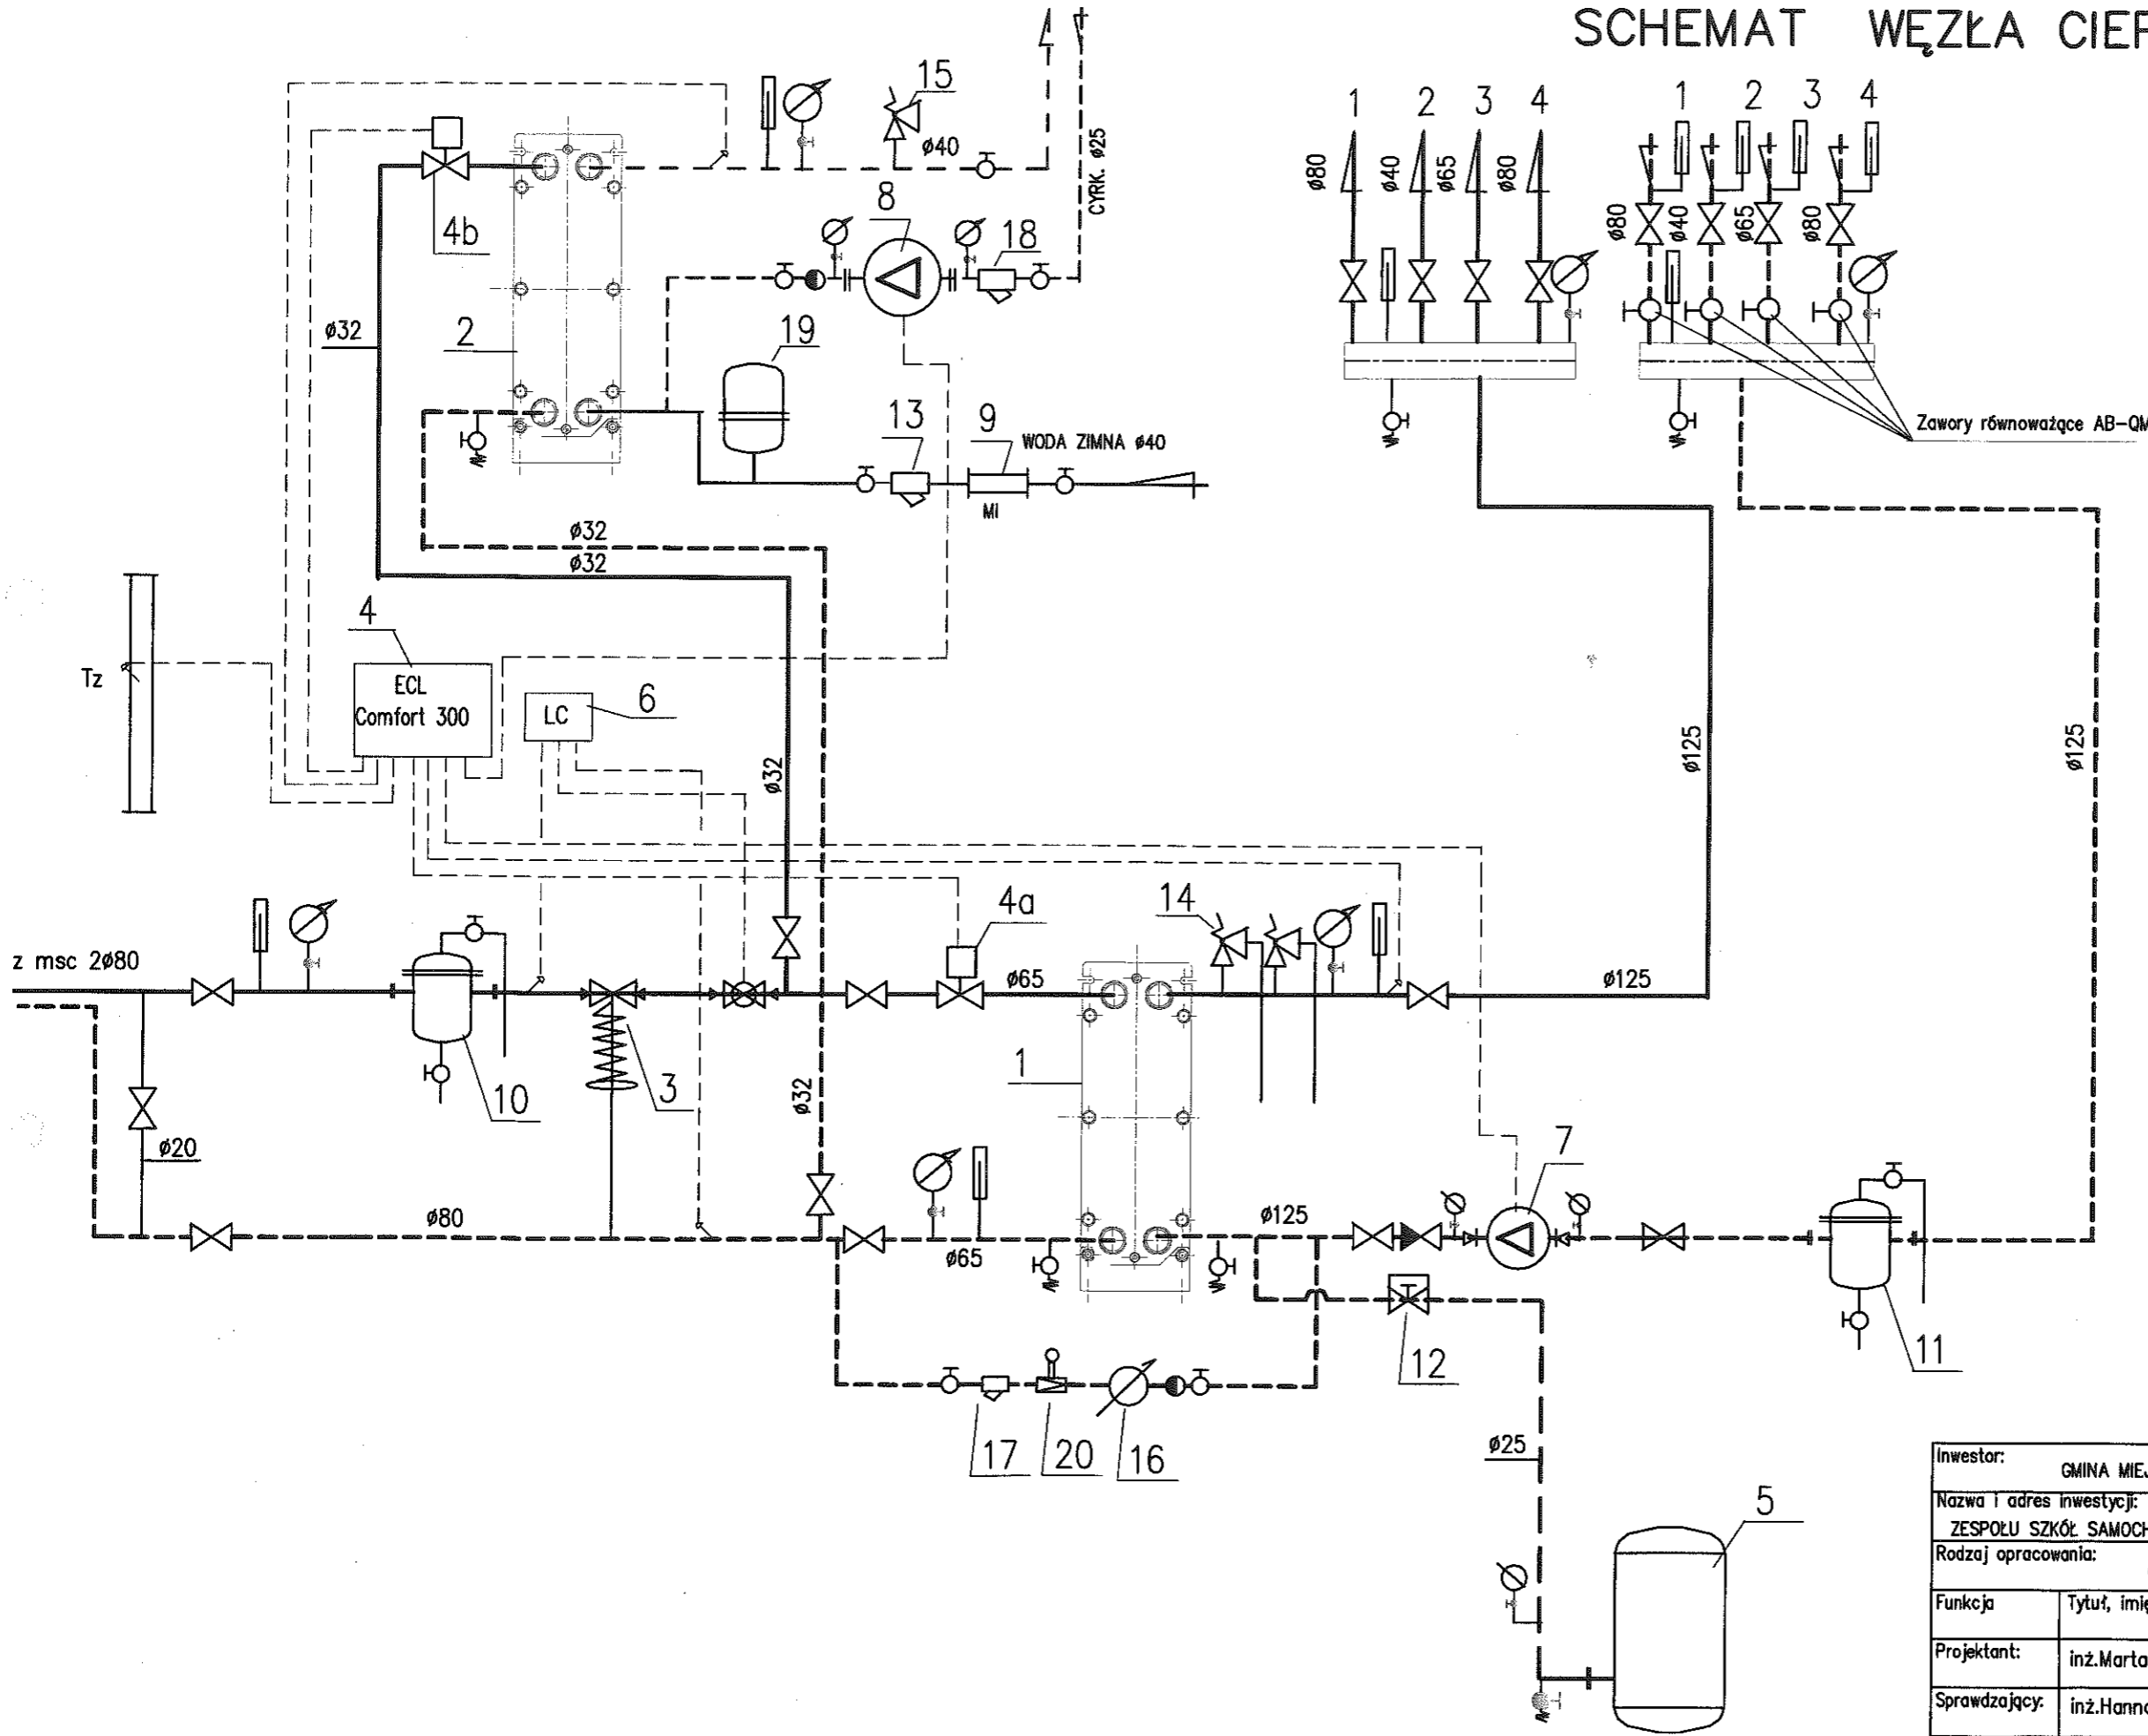 SCHEMAT WĘZŁA CIEP
15
ø40
CYRK. ø25
1 2 3 4
1 2 3 4
ø80 ø40 ø65 ø80
ø80 ø40 ø65 ø80
8
18
4b
ø32
2
19
13
9
WODA ZIMNA ø40
MI
Zawory równoważące AB-QM
ø32
ø32
4
Tz
ECL
Comfort 300
LC
6
ø32
ø125
ø125
z msc 2ø80
4a
14
ø65
ø125
10
3
ø32
1
ø20
ø80
ø65
ø125
7
12
11
17
20
16
ø25
5
Inwestor:
GMINA MIEJ
Nazwa i adres inwestycji:
ZESPOŁU SZKÓŁ SAMOCH
Rodzaj opracowania:
Funkcja Tytuł, imię
Projektant: inż.Marta
Sprawdzający: inż.Hanna